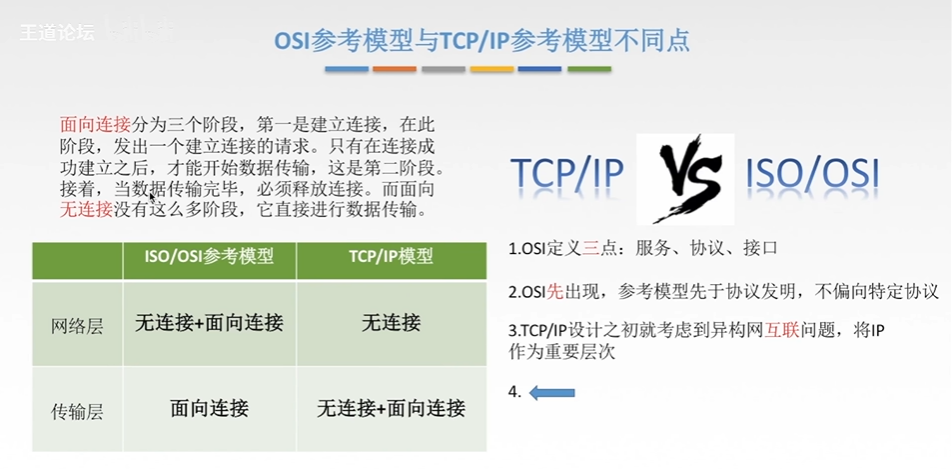 王道论坛
OSI参考模型与TCP/IP参考模型不同点
面向连接分为三个阶段，第一是建立连接，在此
阶段，发出一个建立连接的请求。只有在连接成
功建立之后，才能开始数据传输，这是第二阶段。
接着，当数据传输完毕，必须释放连接。而面向
无连接没有这么多阶段，它直接进行数据传输。
ISO/OSI参考模型 TCP/IP模型
网络层 无连接+面向连接 无连接
传输层 面向连接 无连接+面向连接
TCP/IP VS ISO/OSI
1.OSI定义三点：服务、协议、接口
2.OSI先出现，参考模型先于协议发明，不偏向特定协议
3.TCP/IP设计之初就考虑到异构网互联问题，将IP
作为重要层次
4.